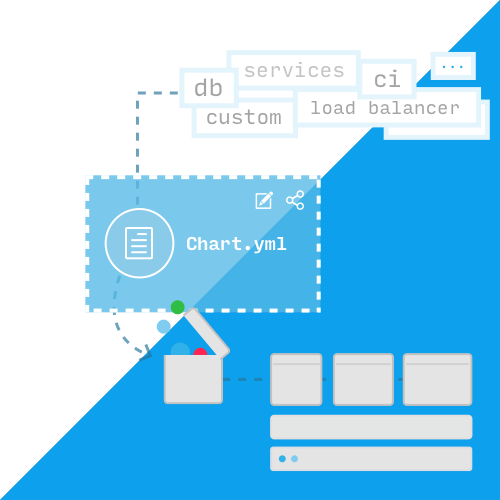 services
db
ci
...
custom
load balancer
Chart.yml